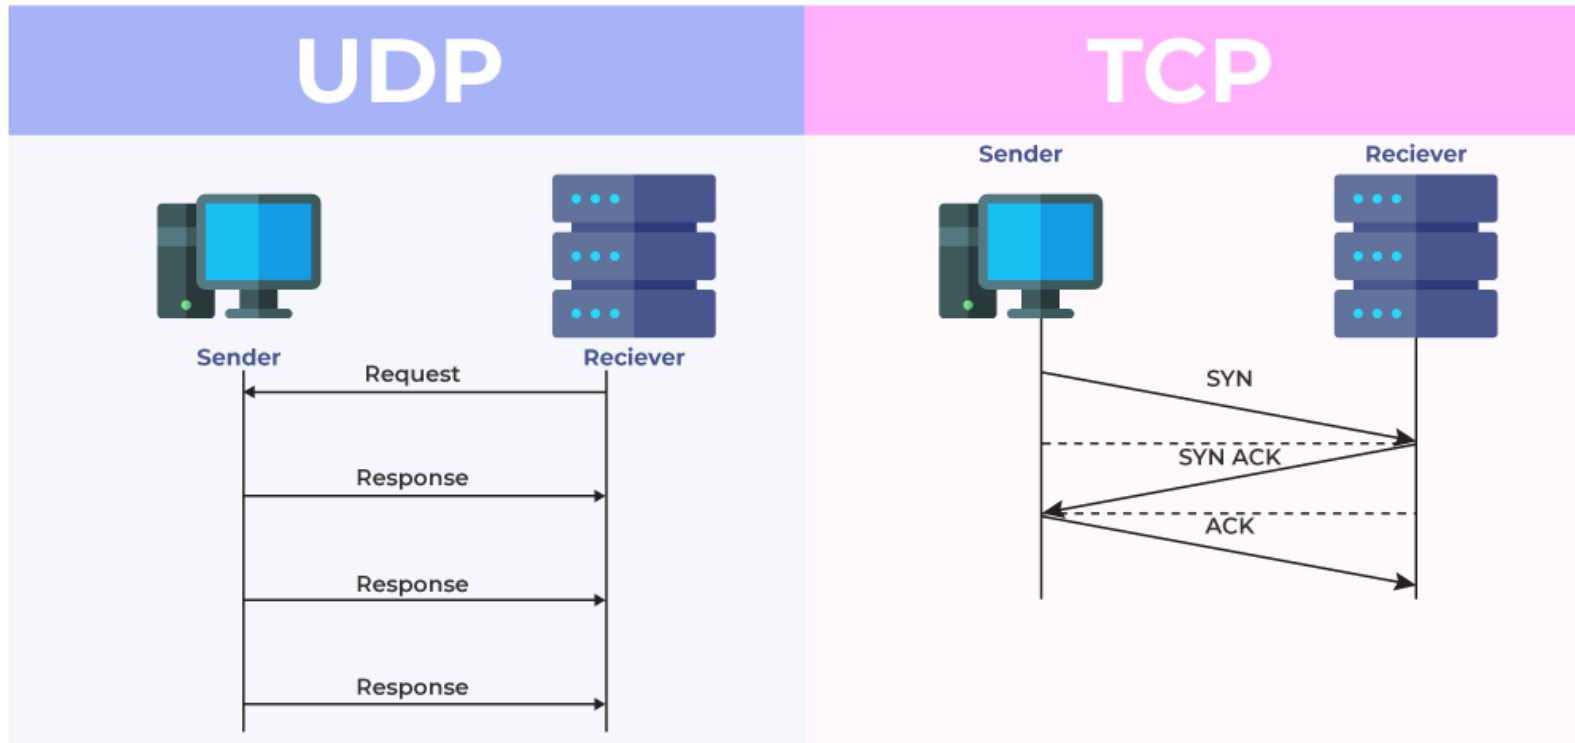 UDP
TCP
Sender
Reciever
Request
Response
Response
Response
Sender
Reciever
SYN
SYN ACK
ACK